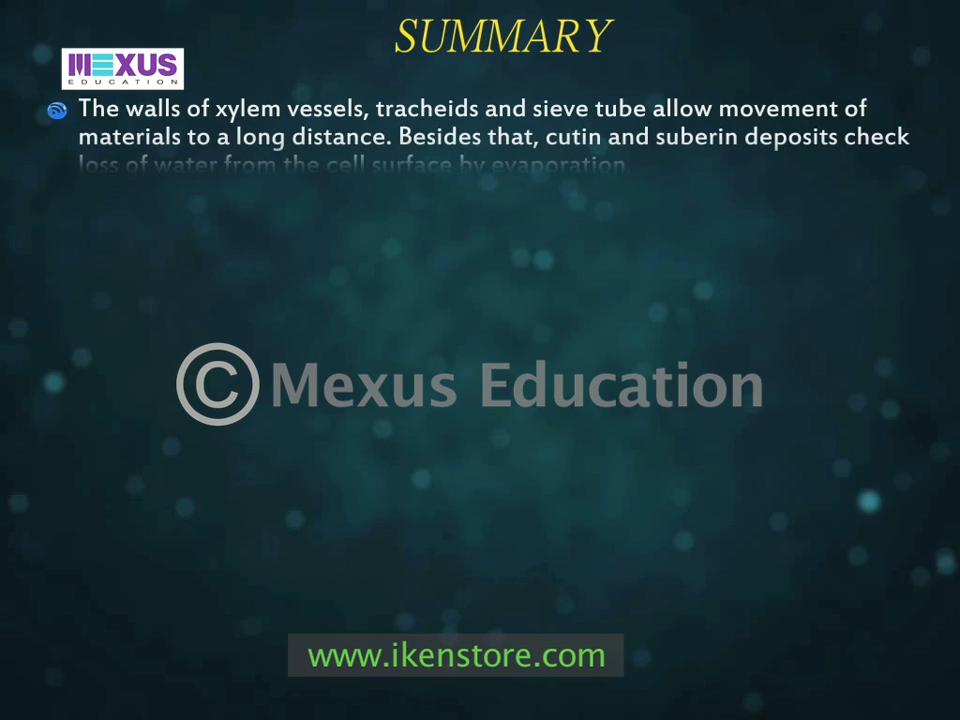 SUMMARY
MEXUS
EDUCATION
The walls of xylem vessels, tracheids and sieve tube allow movement of
materials to a long distance. Besides that, cutin and suberin deposits check
loss of water from the cell surface by evaporation.
© Mexus Education
www.ikenstore.com